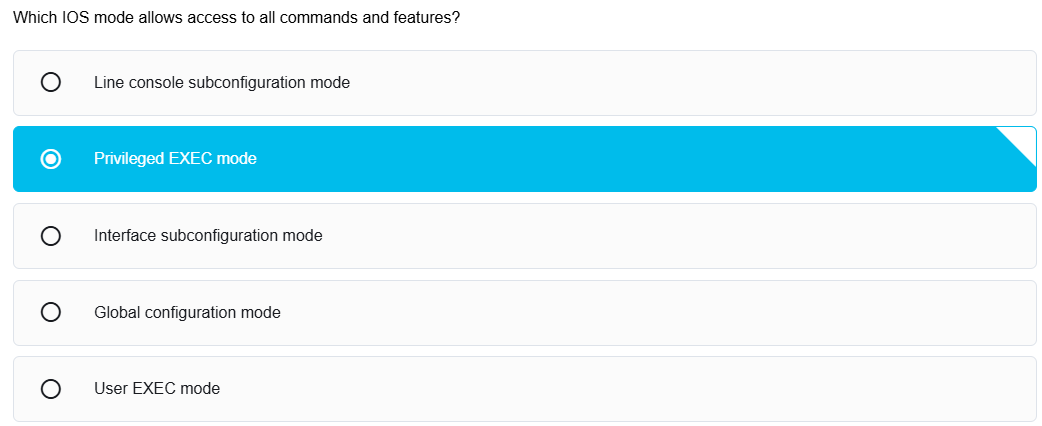 Which IOS mode allows access to all commands and features?
Line console subconfiguration mode
Privileged EXEC mode
Interface subconfiguration mode
Global configuration mode
User EXEC mode